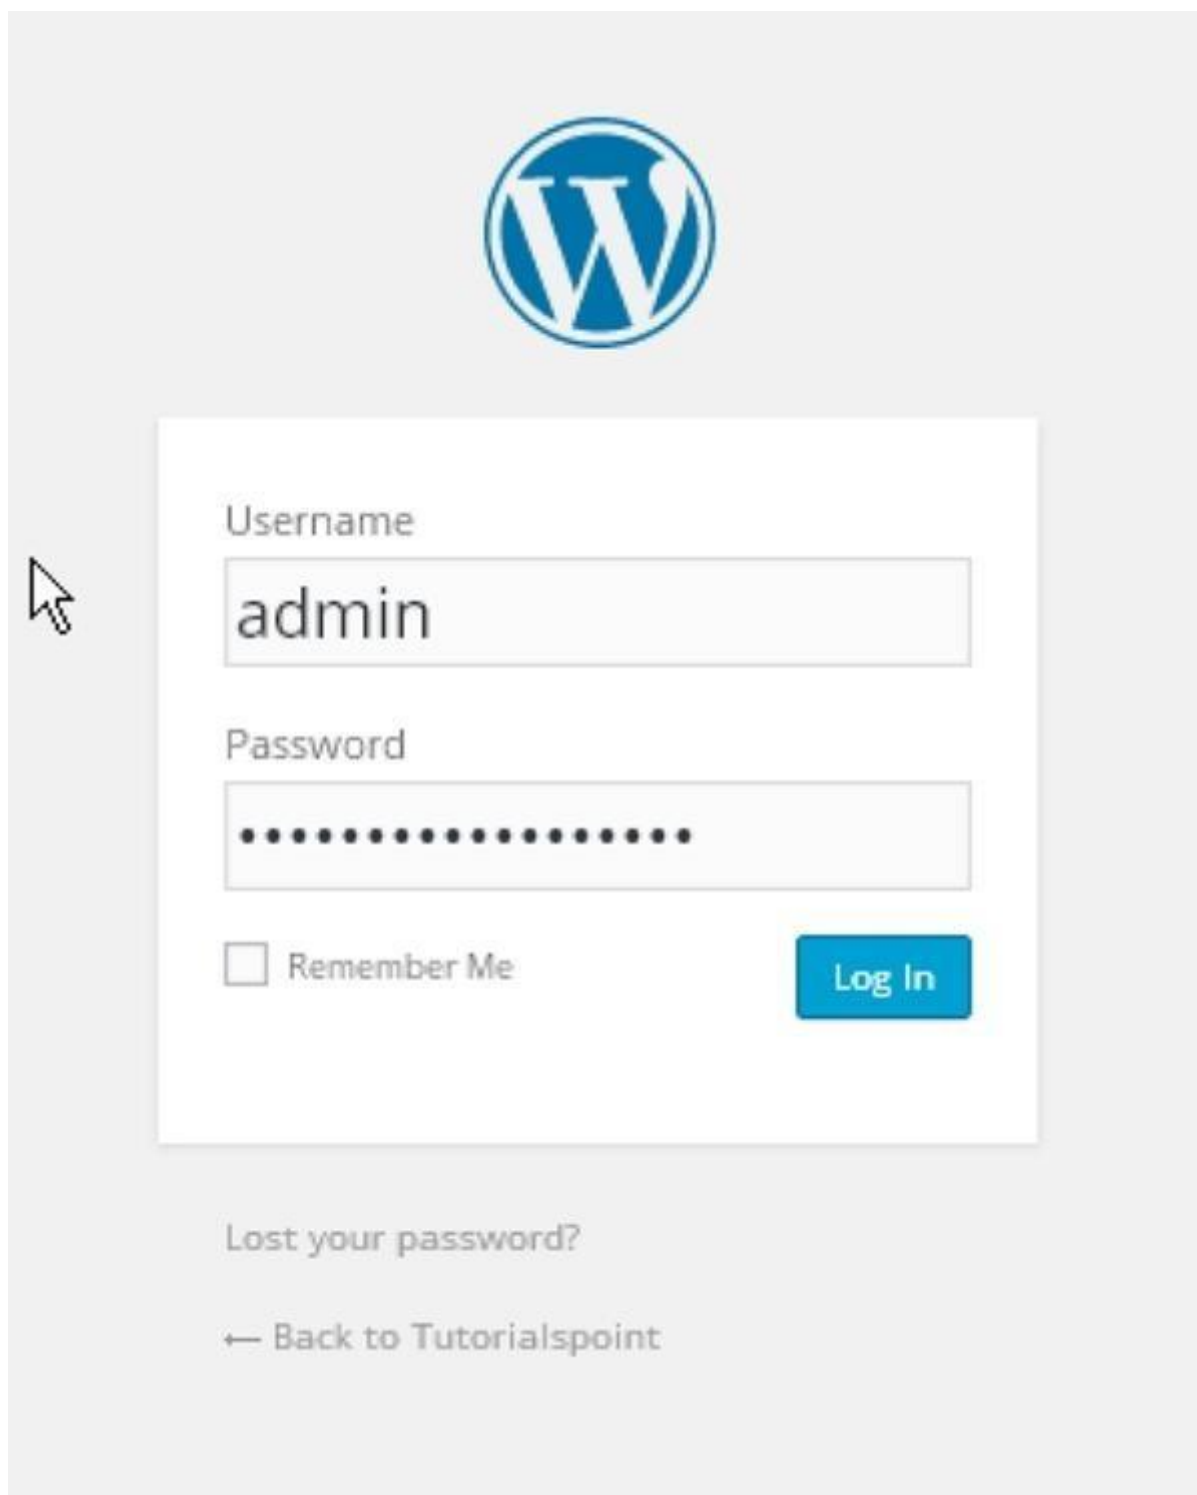 Username
admin
Password
••••••••••••••••••
Remember Me
Log In
Lost your password?
← Back to Tutorialspoint